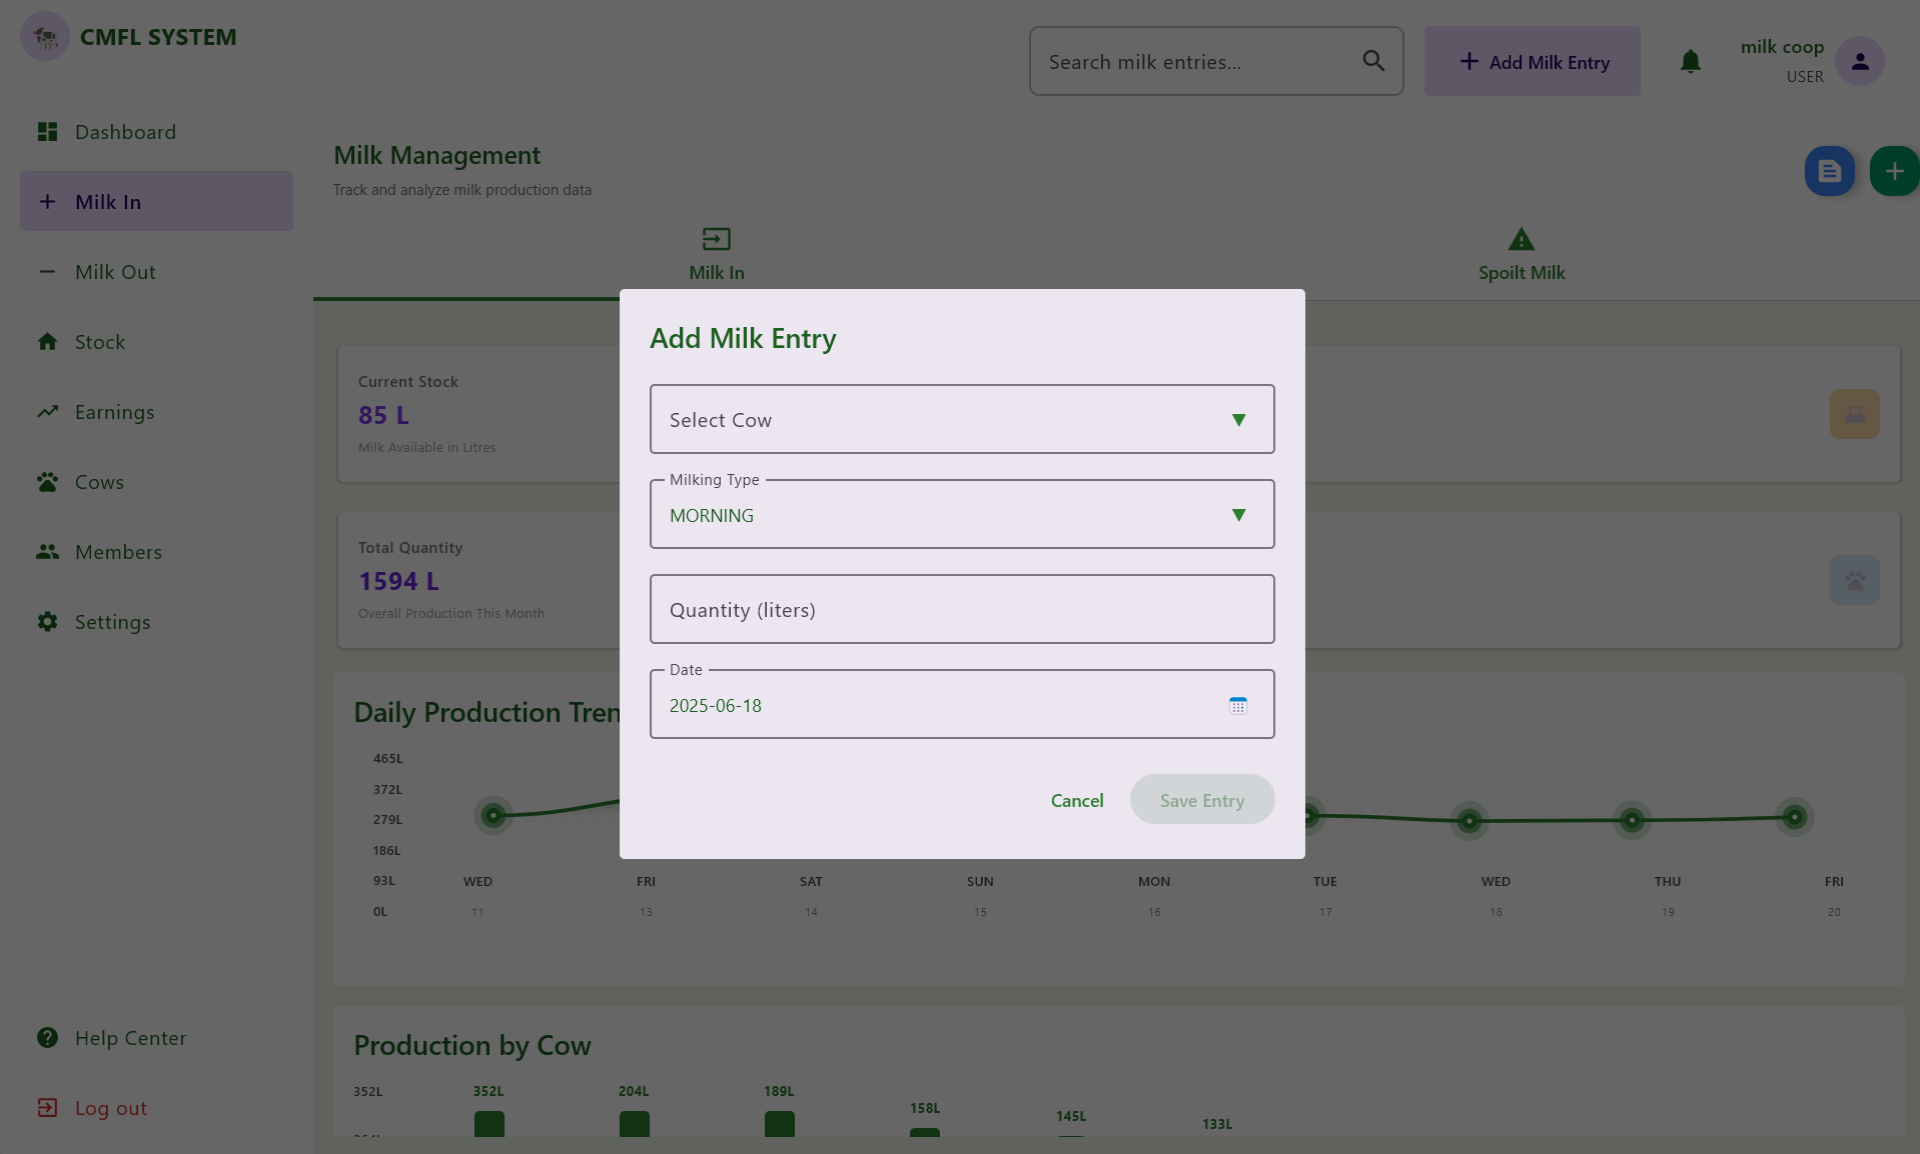 CMFL SYSTEM
Search milk entries...
Add Milk Entry
milk coop
USER
Dashboard
Milk In
Milk Out
Stock
Earnings
Cows
Members
Settings
Help Center
Log out
Milk Management
Track and analyze milk production data
Milk In
Spoilt Milk
Current Stock
85 L
Milk Available in Litres
Total Quantity
1594 L
Overall Production This Month
Add Milk Entry
Select Cow
Milking Type
MORNING
Quantity (liters)
Date
2025-06-18
Cancel
Save Entry
Daily Production Tren
465L
372L
279L
186L
93L
0L
WED FRI SAT SUN MON TUE WED THU FRI
11 13 14 15 16 17 18 19 20
Production by Cow
352L
352L 204L 189L 158L 145L 133L